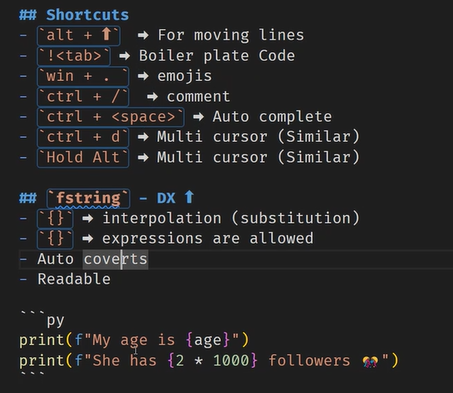 ## Shortcuts
- `alt + ⬆` ➡ For moving lines
- `!<tab>` ➡ Boiler plate Code
- `win + . ` ➡ emojis
- `ctrl + /` ➡ comment
- `ctrl + <space>` ➡ Auto complete
- `ctrl + d` ➡ Multi cursor (Similar)
- `Hold Alt` ➡ Multi cursor (Similar)
## `fstring` - DX ⬆
- `{}` ➡ interpolation (substitution)
- `{}` ➡ expressions are allowed
- Auto coverts
- Readable
```py
print(f"My age is {age}")
print(f"She has {2 * 1000} followers 🎊")
```